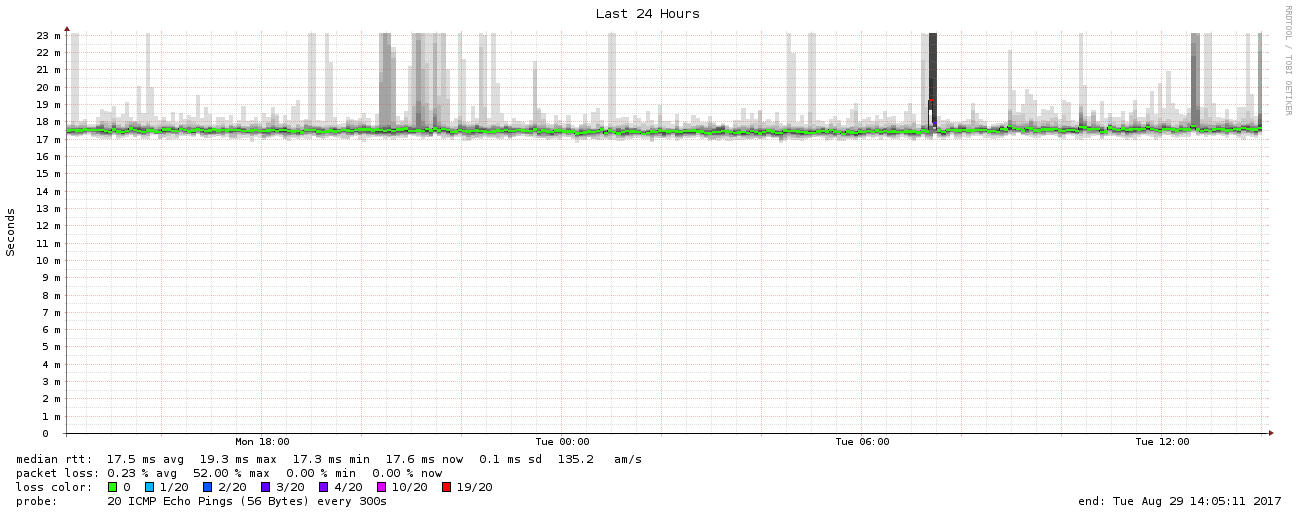 Last 24 Hours
RRDTOOL / TOBI OETIKER
Seconds
23 m
22 m
21 m
20 m
19 m
18 m
17 m
16 m
15 m
14 m
13 m
12 m
11 m
10 m
9 m
8 m
7 m
6 m
5 m
4 m
3 m
2 m
1 m
0
Mon 18:00 Tue 00:00 Tue 06:00 Tue 12:00
median rtt: 17.5 ms avg 19.3 ms max 17.3 ms min 17.6 ms now 0.1 ms sd 135.2 am/s
packet loss: 0.23 % avg 52.00 % max 0.00 % min 0.00 % now
loss color: 0 1/20 2/20 3/20 4/20 10/20 19/20
probe: 20 ICMP Echo Pings (56 Bytes) every 300s end: Tue Aug 29 14:05:11 2017